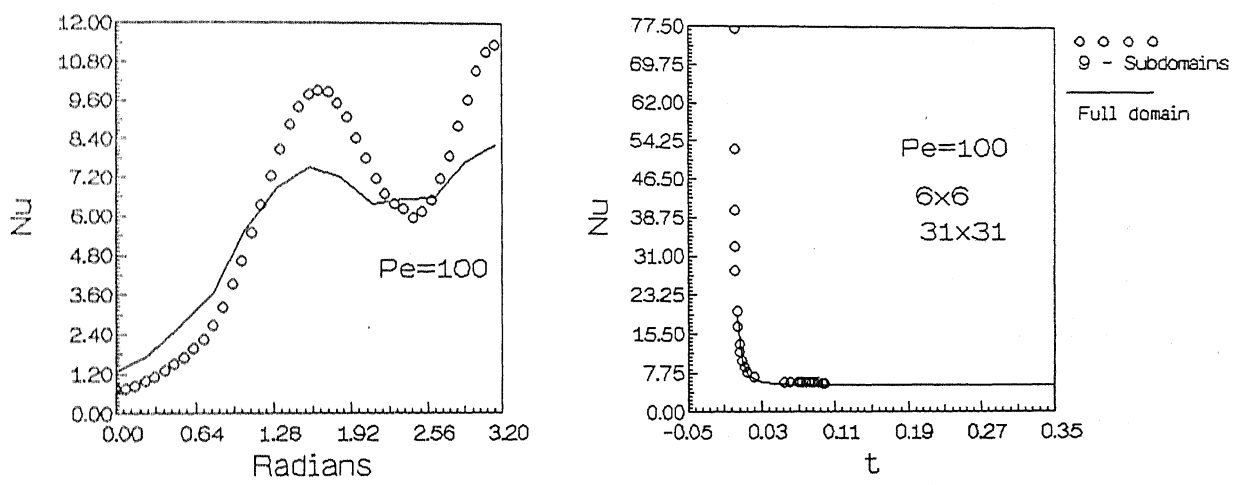 12.00
10.80
9.60
8.40
7.20
6.00
4.80
3.60
2.40
1.20
0.00
Nu
Pe=100
0.00 0.64 1.28 1.92 2.56 3.20
Radians
77.50
69.75
62.00
54.25
46.50
38.75
31.00
23.25
15.50
7.75
0.00
Nu
Pe=100
6x6
31x31
-0.05 0.03 0.11 0.19 0.27 0.35
t
9 - Subdomains
Full domain